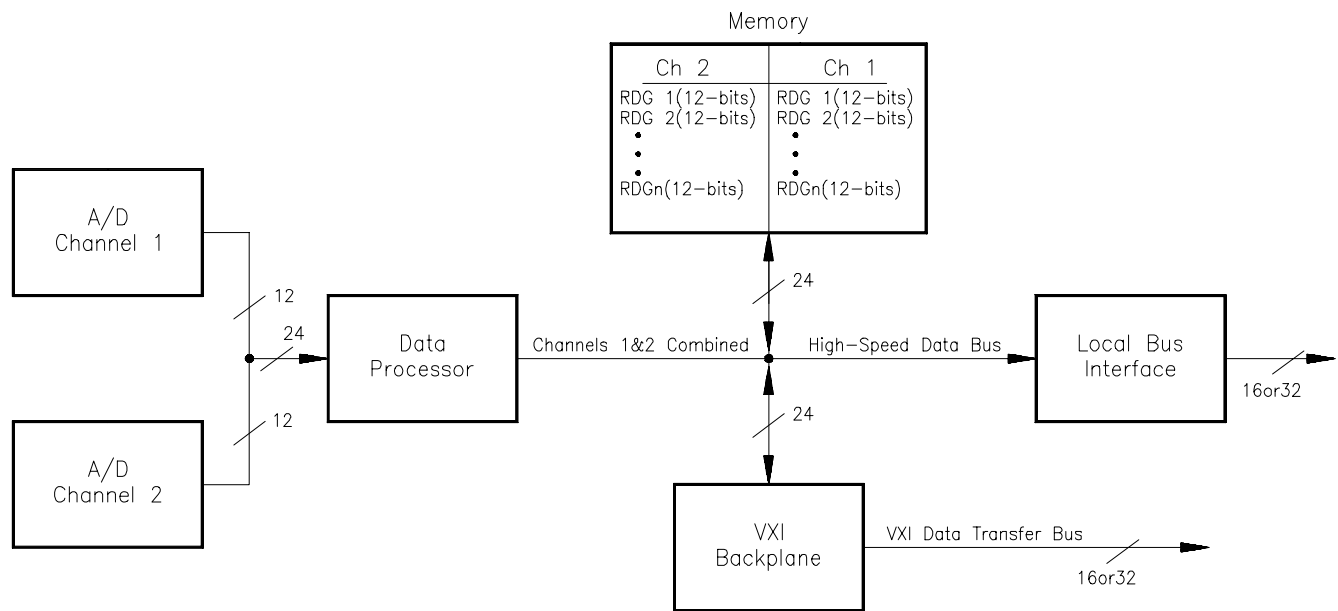 Memory
Ch 2
Ch 1
RDG 1(12-bits)
RDG 1(12-bits)
RDG 2(12-bits)
RDG 2(12-bits)
RDGn(12-bits)
RDGn(12-bits)
A/D
Channel 1
12
24
24
Data
Processor
Channels 1&2 Combined
High-Speed Data Bus
Local Bus
Interface
16or32
12
24
A/D
Channel 2
VXI
Backplane
VXI Data Transfer Bus
16or32